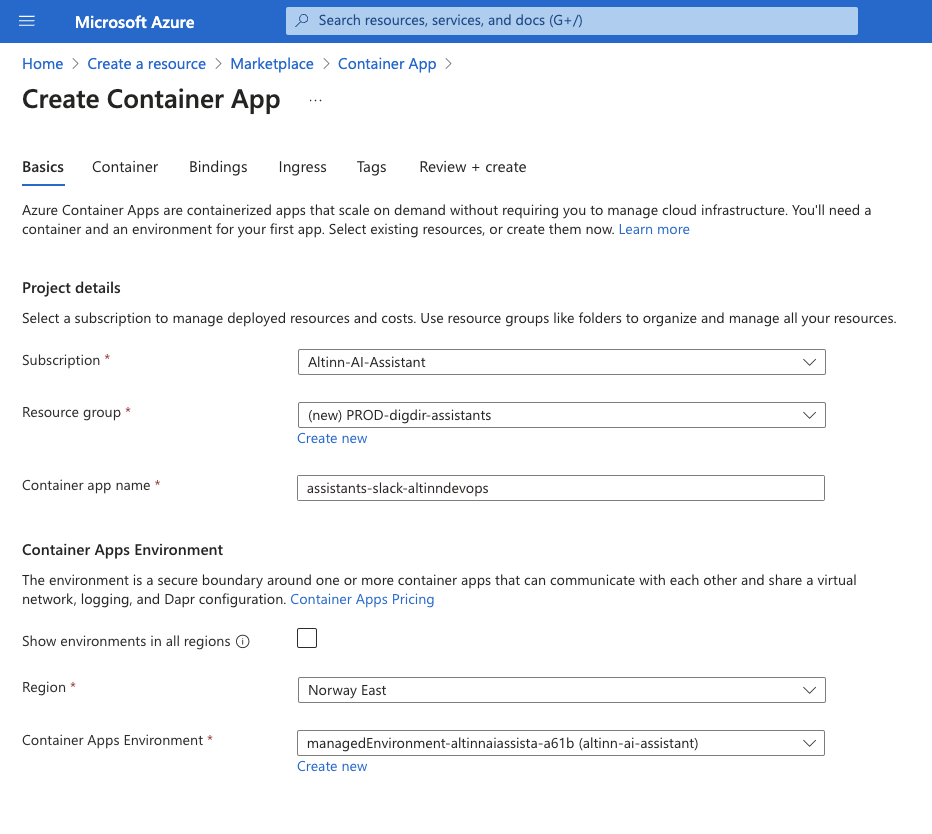 Microsoft Azure
Search resources, services, and docs (G+/)
Home > Create a resource > Marketplace > Container App >
Create Container App ...
Basics Container Bindings Ingress Tags Review + create
Azure Container Apps are containerized apps that scale on demand without requiring you to manage cloud infrastructure. You'll need a
container and an environment for your first app. Select existing resources, or create them now. Learn more
Project details
Select a subscription to manage deployed resources and costs. Use resource groups like folders to organize and manage all your resources.
Subscription *
Altinn-AI-Assistant
Resource group *
(new) PROD-digdir-assistants
Create new
Container app name *
assistants-slack-altinndevops
Container Apps Environment
The environment is a secure boundary around one or more container apps that can communicate with each other and share a virtual
network, logging, and Dapr configuration. Container Apps Pricing
Show environments in all regions
Region *
Norway East
Container Apps Environment *
managedEnvironment-altinnaiassista-a61b (altinn-ai-assistant)
Create new